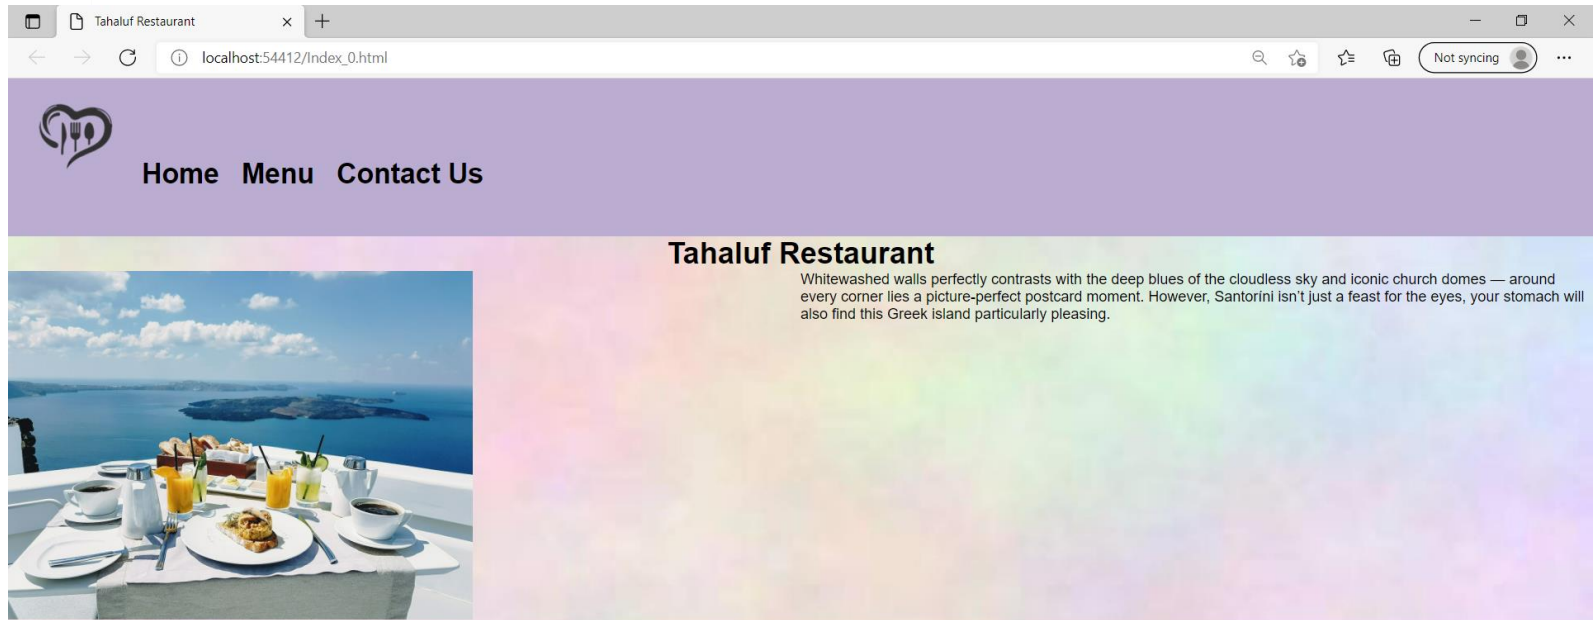 Tahaluf Restaurant
localhost:54412/Index_0.html
Not syncing
Home Menu Contact Us
Tahaluf Restaurant
Whitewashed walls perfectly contrasts with the deep blues of the cloudless sky and iconic church domes — around
every corner lies a picture-perfect postcard moment. However, Santorini isn’t just a feast for the eyes, your stomach will
also find this Greek island particularly pleasing.